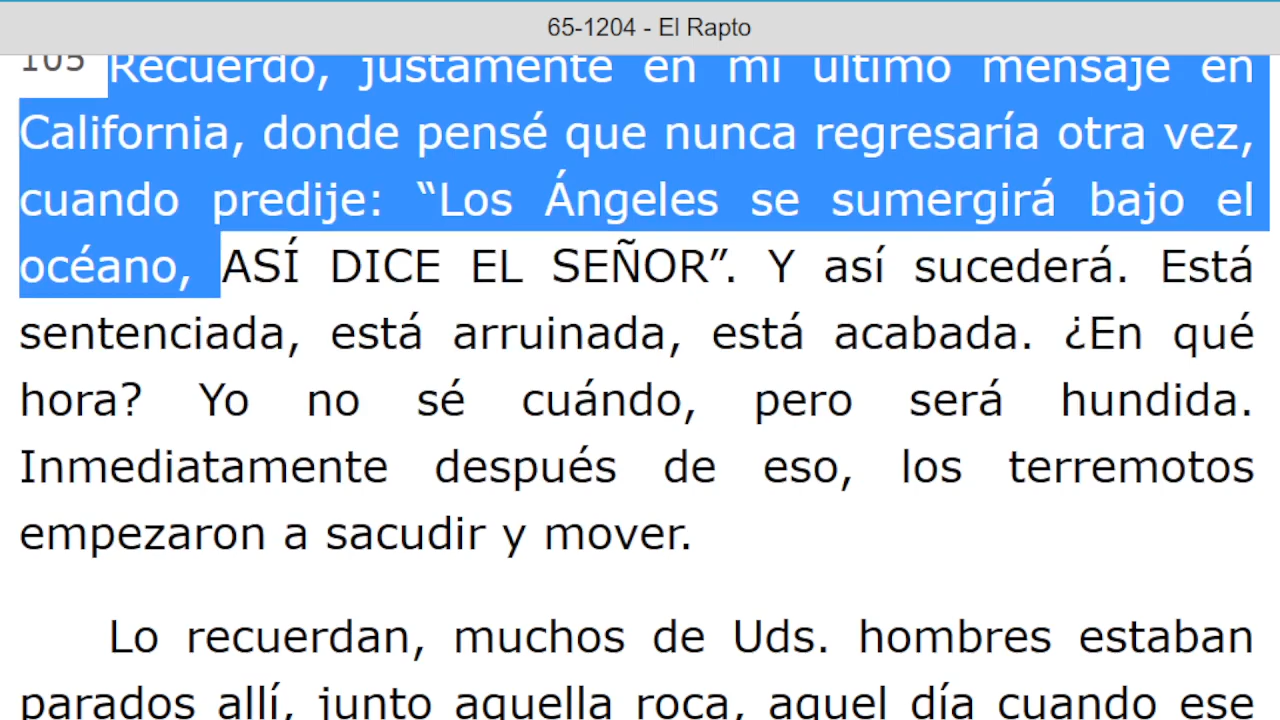 65-1204 - El Rapto
105 Recuerdo, justamente en mi último mensaje en
California, donde pensé que nunca regresaría otra vez,
cuando predije: “Los Ángeles se sumergirá bajo el
océano, ASÍ DICE EL SEÑOR”. Y así sucederá. Está
sentenciada, está arruinada, está acabada. ¿En qué
hora? Yo no sé cuándo, pero será hundida.
Inmediatamente después de eso, los terremotos
empezaron a sacudir y mover.
Lo recuerdan, muchos de Uds. hombres estaban
parados allí, junto aquella roca, aquel día cuando ese